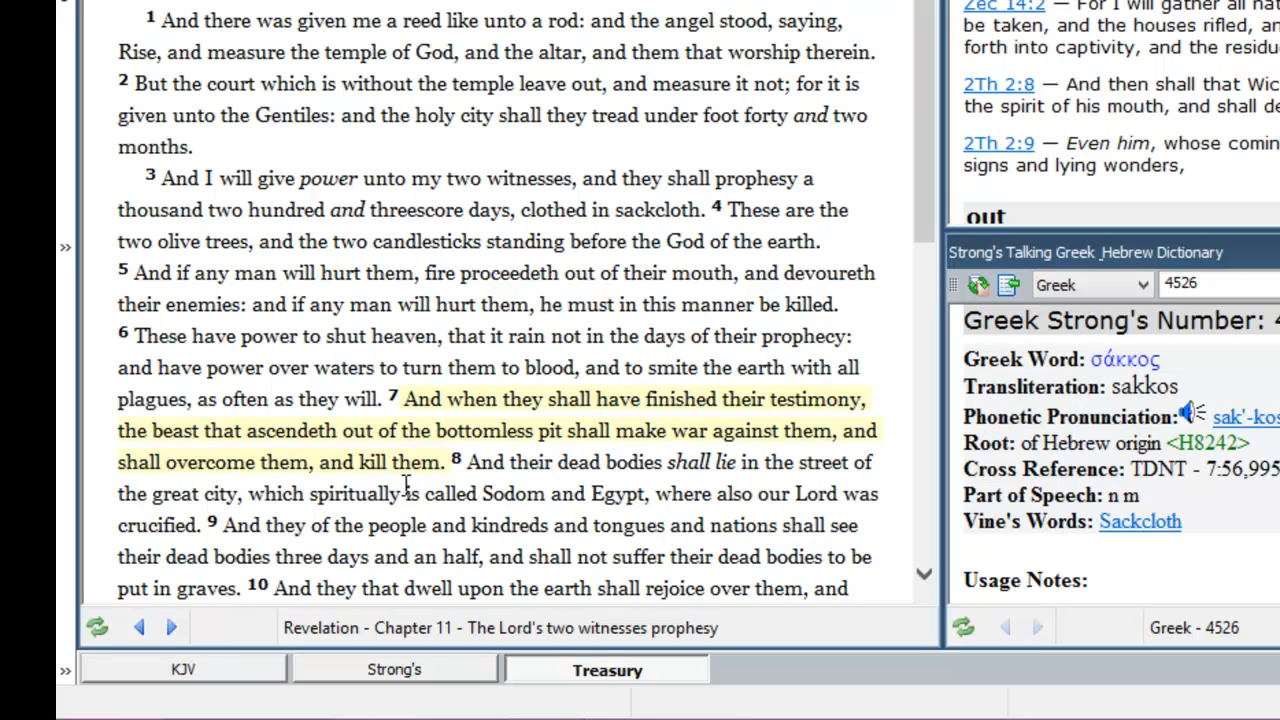 1 And there was given me a reed like unto a rod: and the angel stood, saying,
Rise, and measure the temple of God, and the altar, and them that worship therein.
2 But the court which is without the temple leave out, and measure it not; for it is
given unto the Gentiles: and the holy city shall they tread under foot forty and two
months.
3 And I will give power unto my two witnesses, and they shall prophesy a
thousand two hundred and threescore days, clothed in sackcloth. 4 These are the
two olive trees, and the two candlesticks standing before the God of the earth.
5 And if any man will hurt them, fire proceedeth out of their mouth, and devoureth
their enemies: and if any man will hurt them, he must in this manner be killed.
6 These have power to shut heaven, that it rain not in the days of their prophecy:
and have power over waters to turn them to blood, and to smite the earth with all
plagues, as often as they will. 7 And when they shall have finished their testimony,
the beast that ascendeth out of the bottomless pit shall make war against them, and
shall overcome them, and kill them. 8 And their dead bodies shall lie in the street of
the great city, which spiritually is called Sodom and Egypt, where also our Lord was
crucified. 9 And they of the people and kindreds and tongues and nations shall see
their dead bodies three days and an half, and shall not suffer their dead bodies to be
put in graves. 10 And they that dwell upon the earth shall rejoice over them, and
Revelation - Chapter 11 - The Lord's two witnesses prophesy
KJV
Strong's
Treasury
Zec 14:2 — For I will gather all nat
be taken, and the houses rifled, an
forth into captivity, and the residu
2Th 2:8 — And then shall that Wic
the spirit of his mouth, and shall de
2Th 2:9 — Even him, whose comin
signs and lying wonders,
out
Strong's Talking Greek_Hebrew Dictionary
Greek
4526
Greek Strong's Number: 4
Greek Word: σάκκος
Transliteration: sakkos
Phonetic Pronunciation: sak'-kos
Root: of Hebrew origin <H8242>
Cross Reference: TDNT - 7:56,995
Part of Speech: n m
Vine's Words: Sackcloth
Usage Notes:
Greek - 4526